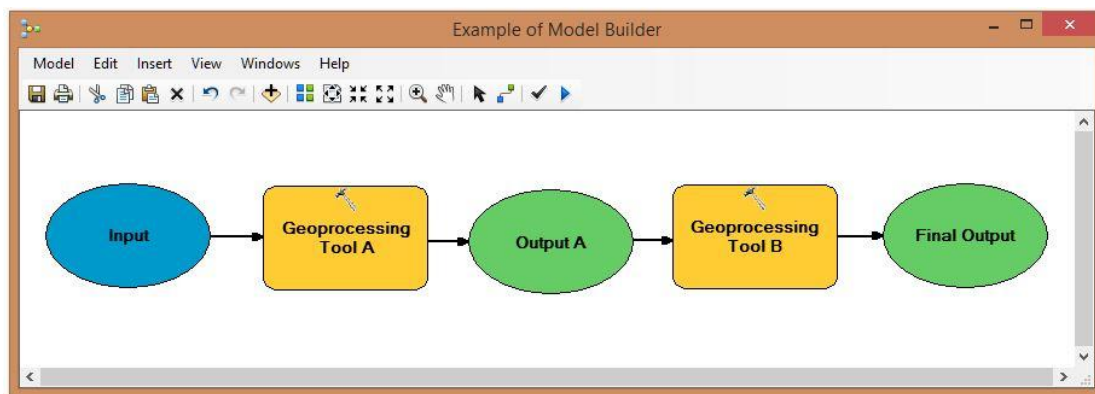 Example of Model Builder
Model Edit Insert View Windows Help
Input
Geoprocessing
Tool A
Output A
Geoprocessing
Tool B
Final Output